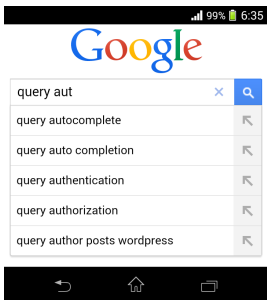 99% 6:35
Google
query aut
query autocomplete
query auto completion
query authentication
query authorization
query author posts wordpress